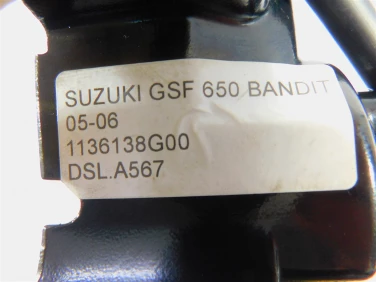 SUZUKI GSF 650 BANDIT
05-06
1136138G00
DSL.A567